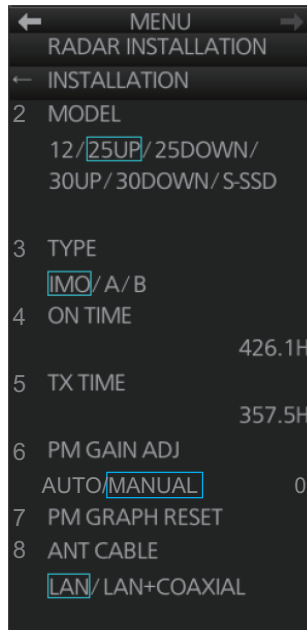 ← MENU →
RADAR INSTALLATION
← INSTALLATION
2 MODEL
12/25UP/25DOWN/
30UP/30DOWN/S-SSD
3 TYPE
IMO/A/B
4 ON TIME
426.1H
5 TX TIME
357.5H
6 PM GAIN ADJ
AUTO/MANUAL 0
7 PM GRAPH RESET
8 ANT CABLE
LAN/LAN+COAXIAL